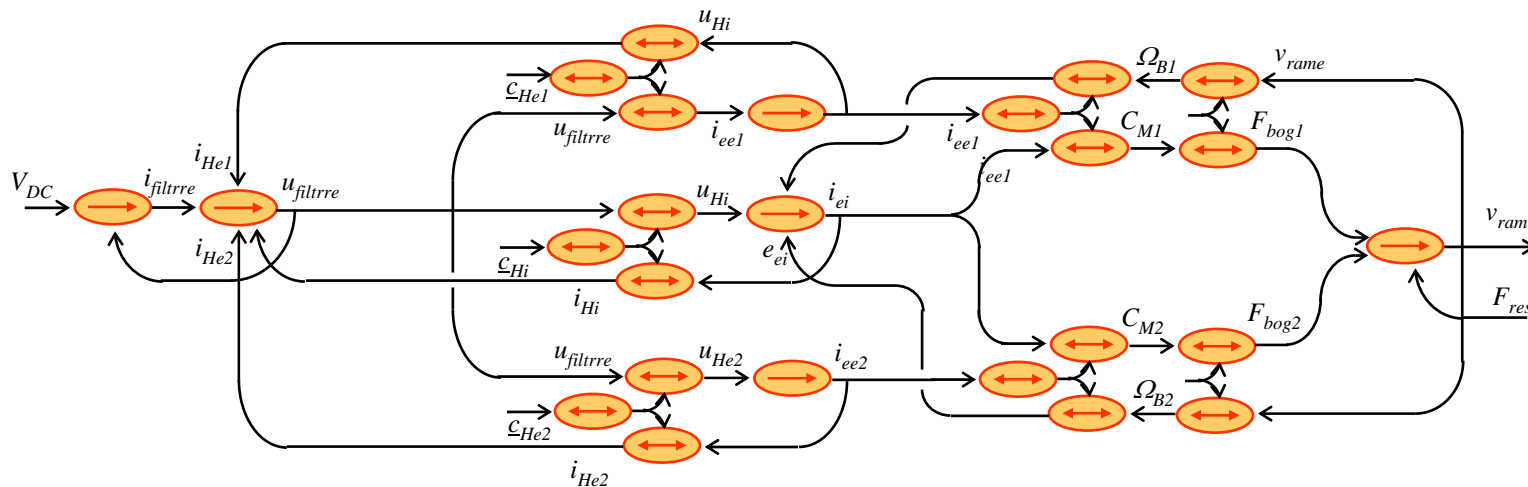 u_Hi
c_He1
u_filtrre
i_ee1
i_ee1
Ω_B1
v_rame
C_M1
F_bog1
i_ee1
V_DC
i_filtrre
i_He1
u_filtrre
i_He2
u_Hi
i_ei
c_Hi
e_ei
i_Hi
v_ram
F_res
u_filtrre
u_He2
i_ee2
C_M2
F_bog2
c_He2
i_He2
Ω_B2